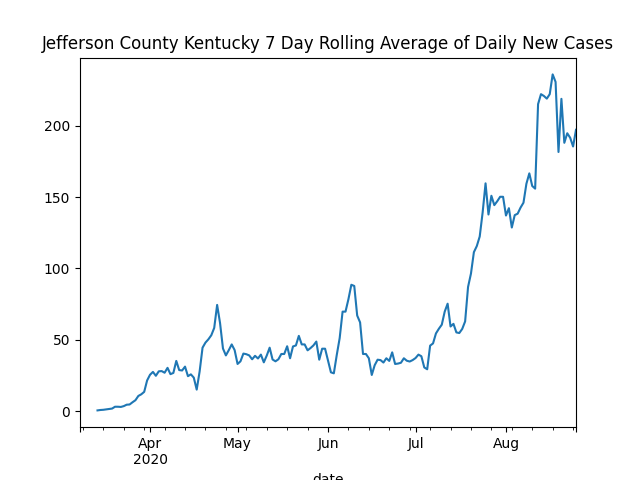 Jefferson County Kentucky 7 Day Rolling Average of Daily New Cases
200
150
100
50
0
Apr
2020
May
Jun
Jul
Aug
date